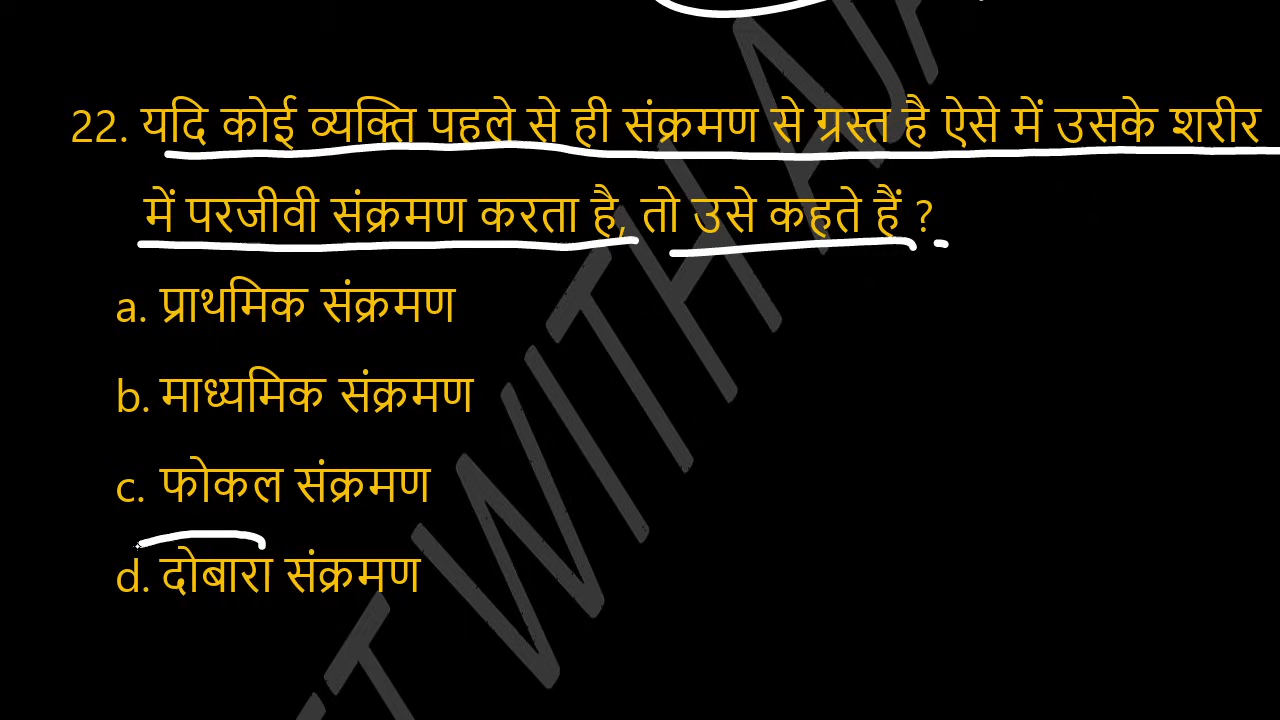 22. यदि कोई व्यक्ति पहले से ही संक्रमण से ग्रस्त है ऐसे में उसके शरीर
में परजीवी संक्रमण करता है, तो उसे कहते हैं ?
a. प्राथमिक संक्रमण
b. माध्यमिक संक्रमण
c. फोकल संक्रमण
d. दोबारा संक्रमण
WITH